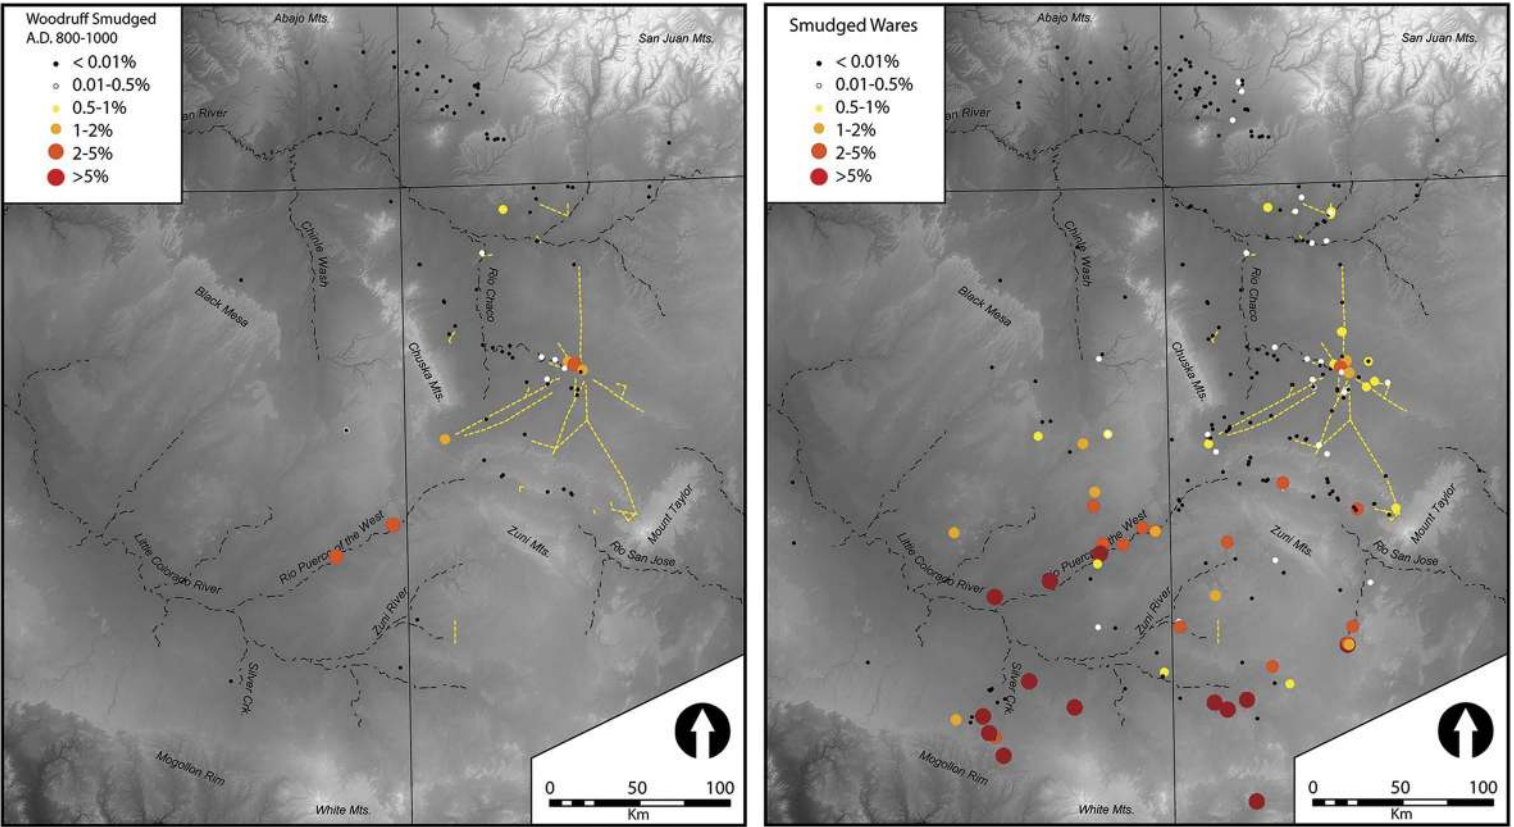 Woodruff Smudged
A.D. 800-1000
< 0.01%
0.01-0.5%
0.5-1%
1-2%
2-5%
>5%
Abajo Mts.
San Juan Mts.
an River
Chinle Wash
Rio Chaco
Black Mesa
Chuska Mts.
Mount Taylor
Rio Puerco of the West
Zuni Mts.
Rio San Jose
Little Colorado River
Zuni River
Silver Crk.
Mogollon Rim
White Mts.
0 50 100
Km
Smudged Wares
< 0.01%
0.01-0.5%
0.5-1%
1-2%
2-5%
>5%
Abajo Mts.
San Juan Mts.
an River
Chinle Wash
Rio Chaco
Black Mesa
Chuska Mts.
Mount Taylor
io Puerco the West
Zuni Mts.
Rio San Jose
Little Colorado River
Zuni River
Silver Crk.
Mogollon Rim
White Mts.
0 50 100
Km